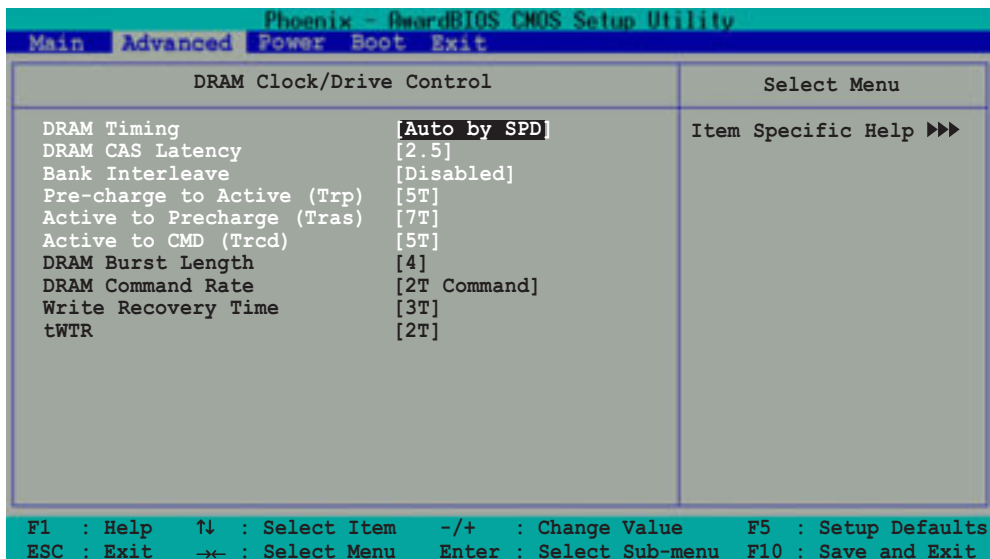 Phoenix - AwardBIOS CMOS Setup Utility
Main Advanced Power Boot Exit
DRAM Clock/Drive Control Select Menu
DRAM Timing [Auto by SPD] Item Specific Help ▶▶▶
DRAM CAS Latency [2.5]
Bank Interleave [Disabled]
Pre-charge to Active (Trp) [5T]
Active to Precharge (Tras) [7T]
Active to CMD (Trcd) [5T]
DRAM Burst Length [4]
DRAM Command Rate [2T Command]
Write Recovery Time [3T]
tWTR [2T]
F1 : Help ↑↓ : Select Item -/+ : Change Value F5 : Setup Defaults
ESC : Exit →← : Select Menu Enter : Select Sub-menu F10 : Save and Exit